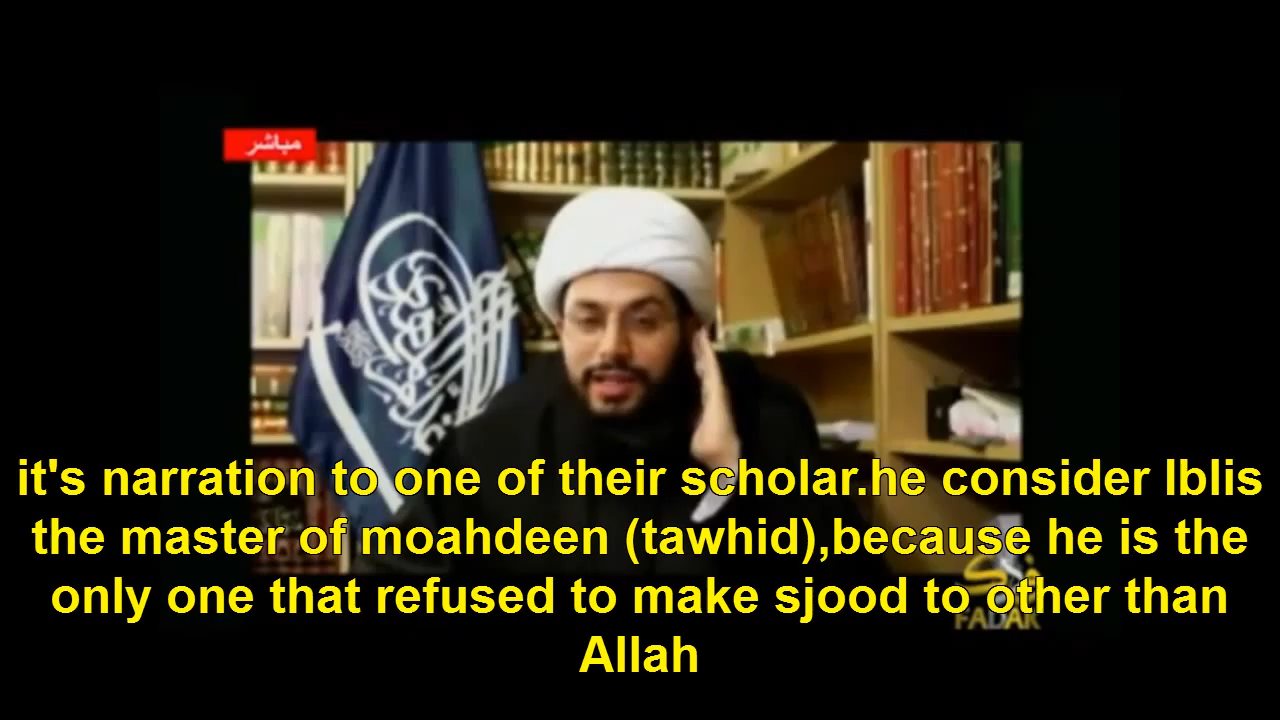 مباشر
it's narration to one of their scholar.he consider Iblis
the master of moahdeen (tawhid),because he is the
only one that refused to make sjood to other than
Allah
فدك
FADAK